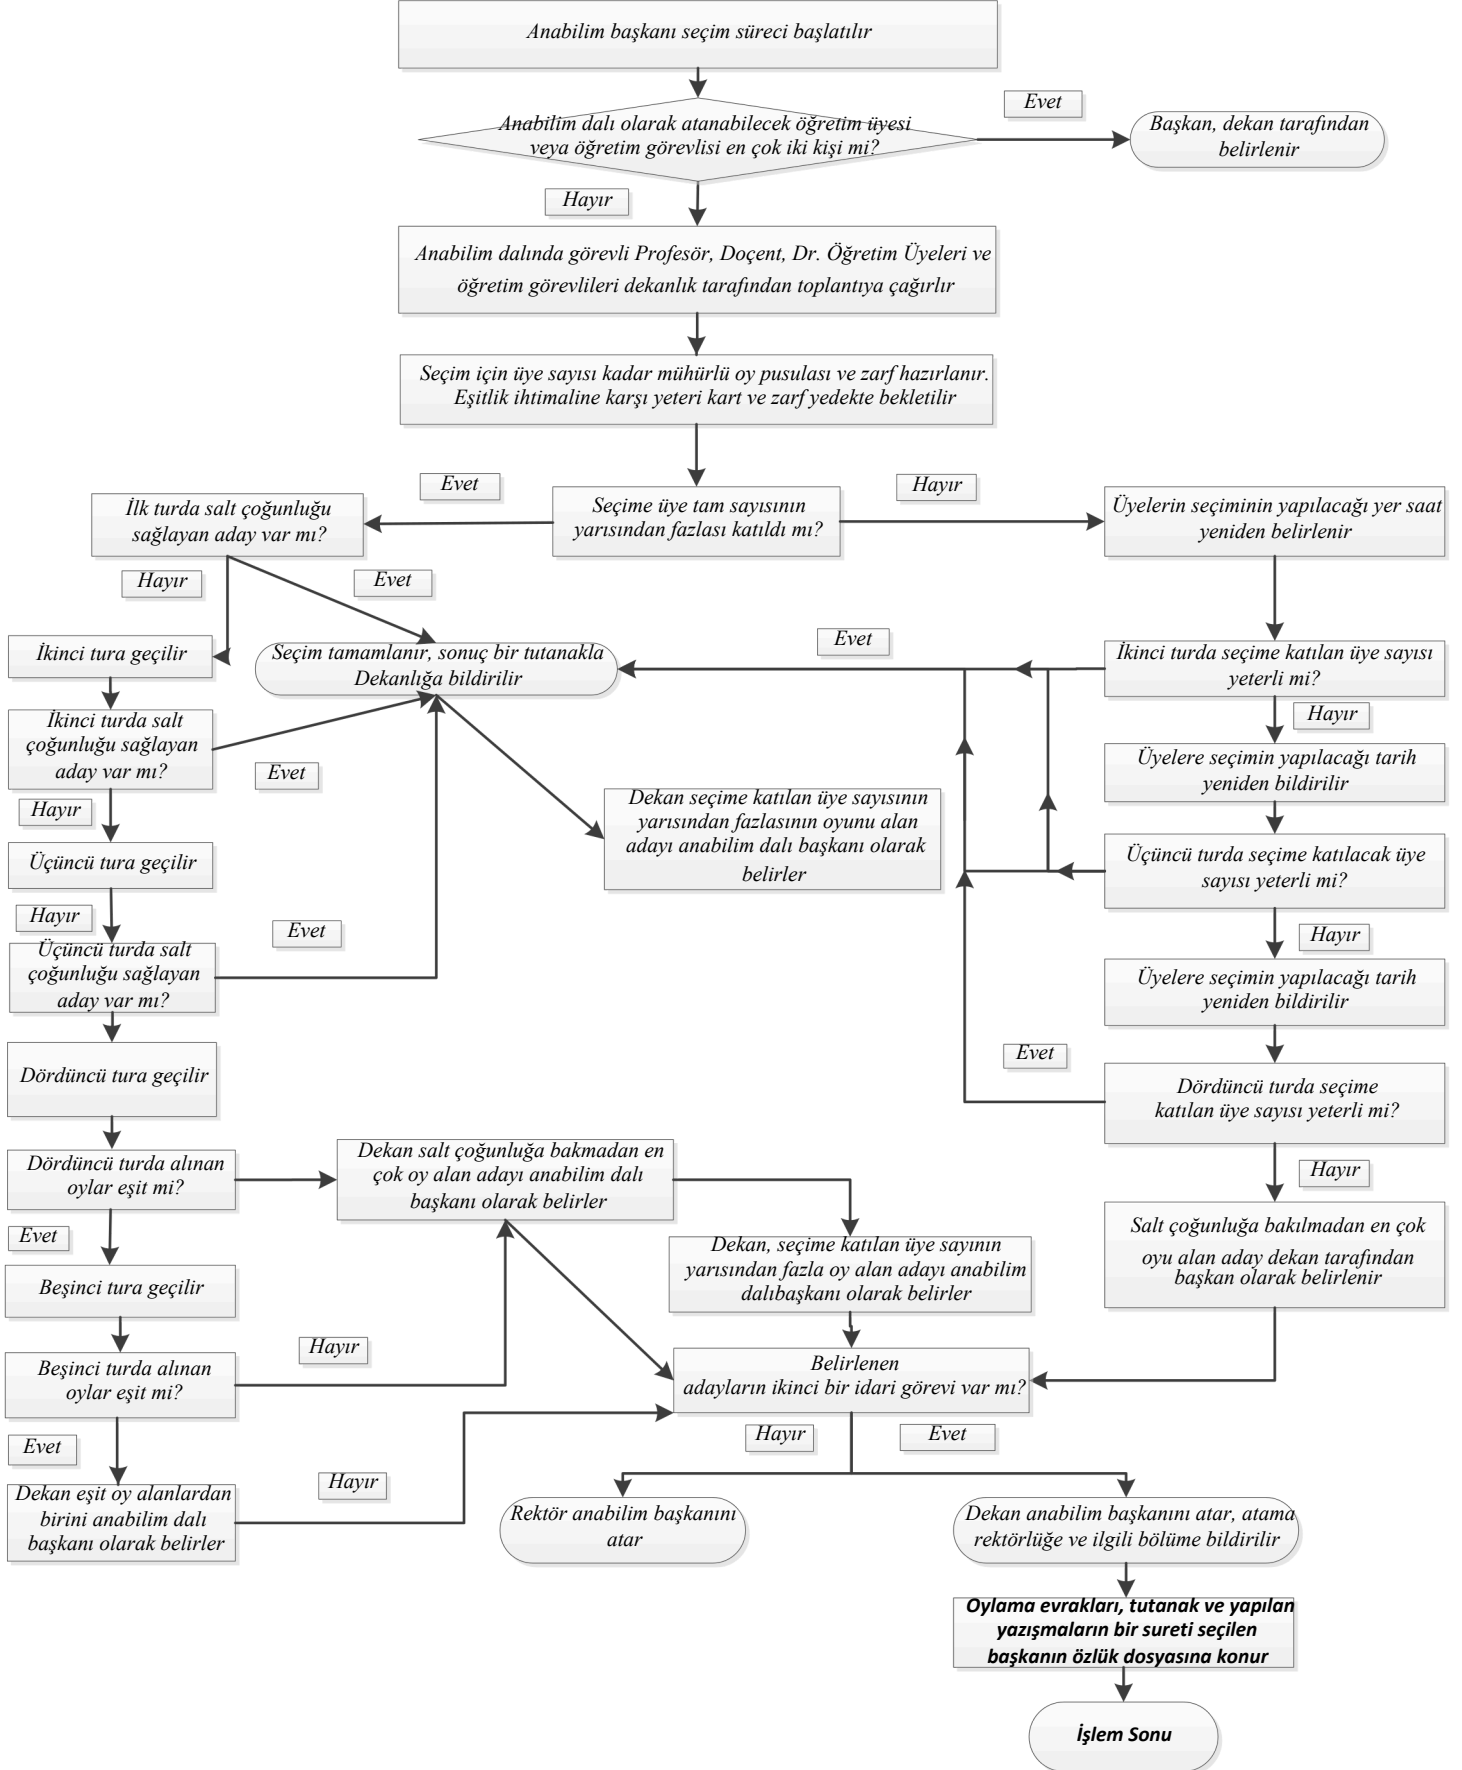 Anabilim başkanı seçim süreci başlatılır
Evet
Anabilim dalı olarak atanabilecek öğretim üyesi
veya öğretim görevlisi en çok iki kişi mi?
Başkan, dekan tarafından
belirlenir
Hayır
Anabilim dalında görevli Profesör, Doçent, Dr. Öğretim Üyeleri ve
öğretim görevlileri dekanlık tarafından toplantıya çağırlır
Seçim için üye sayısı kadar mühürlü oy pusulası ve zarf hazırlanır.
Eşitlik ihtimaline karşı yeteri kart ve zarf yedekte bekletilir
Evet
Hayır
İlk turda salt çoğunluğu
sağlayan aday var mı?
Seçime üye tam sayısının
yarısından fazlası katıldı mı?
Üyelerin seçiminin yapılacağı yer saat
yeniden belirlenir
Hayır
Evet
Evet
İkinci tura geçilir
Seçim tamamlanır, sonuç bir tutanakla
Dekanlığa bildirilir
İkinci turda seçime katılan üye sayısı
yeterli mi?
Hayır
İkinci turda salt
çoğunluğu sağlayan
aday var mı?
Evet
Üyelere seçimin yapılacağı tarih
yeniden bildirilir
Hayır
Dekan seçime katılan üye sayısının
yarısından fazlasının oyunu alan
adayı anabilim dalı başkanı olarak
belirler
Üçüncü tura geçilir
Üçüncü turda seçime katılacak üye
sayısı yeterli mi?
Hayır
Evet
Hayır
Üçüncü turda salt
çoğunluğu sağlayan
aday var mı?
Üyelere seçimin yapılacağı tarih
yeniden bildirilir
Evet
Dördüncü tura geçilir
Dördüncü turda seçime
katılan üye sayısı yeterli mi?
Dördüncü turda alınan
oylar eşit mi?
Dekan salt çoğunluğa bakmadan en
çok oy alan adayı anabilim dalı
başkanı olarak belirler
Hayır
Evet
Salt çoğunluğa bakılmadan en çok
oyu alan aday dekan tarafından
başkan olarak belirlenir
Dekan, seçime katılan üye sayının
yarısından fazla oy alan adayı anabilim
dalıbaşkanı olarak belirler
Beşinci tura geçilir
Hayır
Beşinci turda alınan
oylar eşit mi?
Belirlenen
adayların ikinci bir idari görevi var mı?
Evet
Hayır
Evet
Hayır
Dekan eşit oy alanlardan
birini anabilim dalı
başkanı olarak belirler
Rektör anabilim başkanını
atar
Dekan anabilim başkanını atar, atama
rektörlüğe ve ilgili bölüme bildirilir
Oylama evrakları, tutanak ve yapılan
yazışmaların bir sureti seçilen
başkanın özlük dosyasına konur
İşlem Sonu